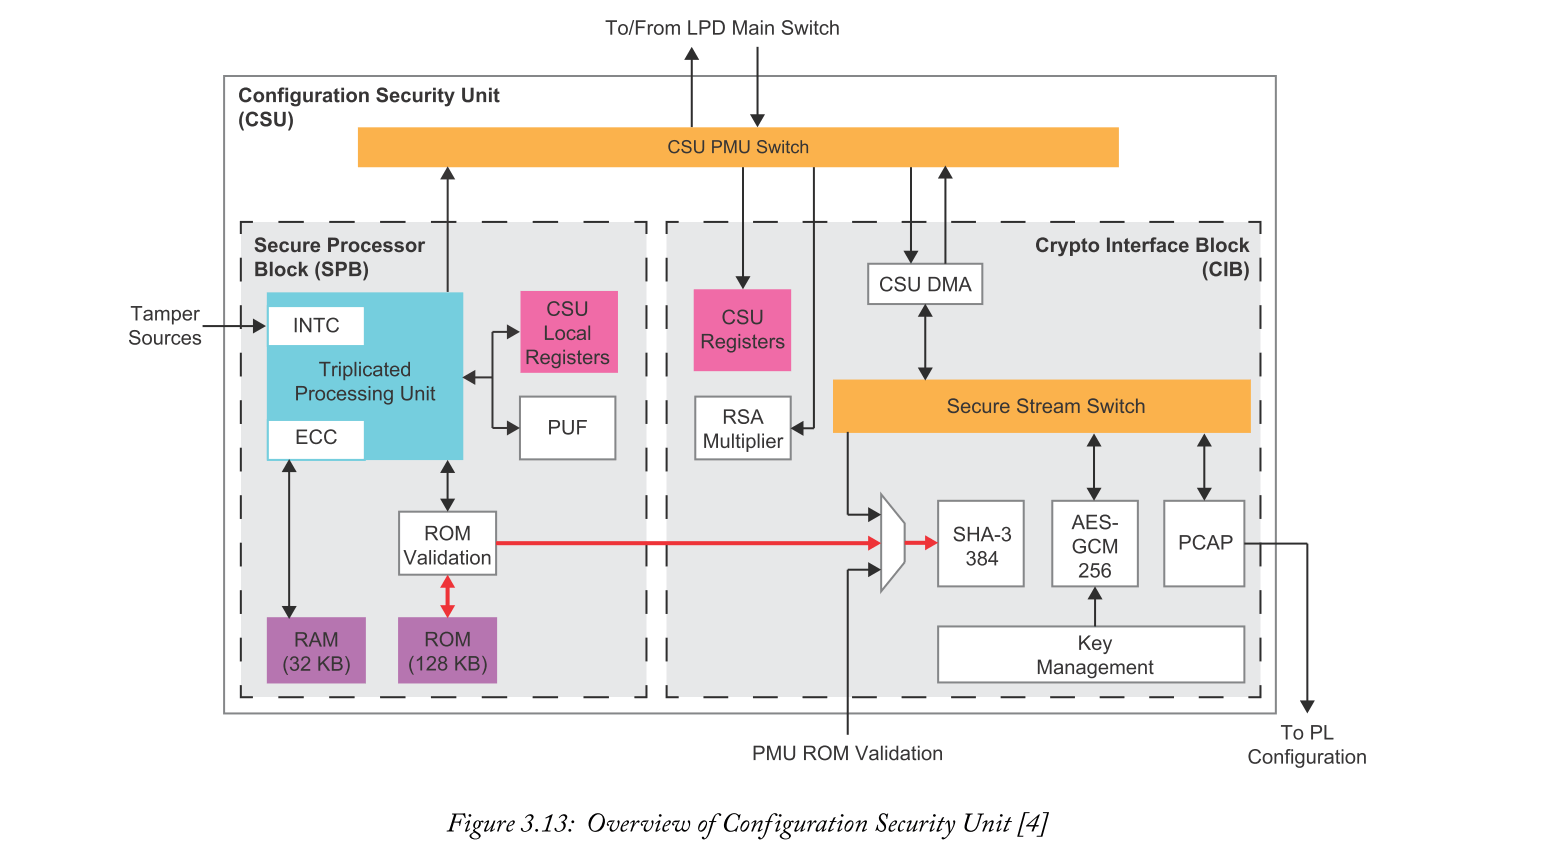 To/From LPD Main Switch
Configuration Security Unit
(CSU)
CSU PMU Switch
Secure Processor
Block (SPB)
Crypto Interface Block
(CIB)
Tamper
Sources
INTC
Triplicated
Processing Unit
ECC
CSU
Local
Registers
PUF
CSU
Registers
RSA
Multiplier
CSU DMA
Secure Stream Switch
ROM
Validation
SHA-3
384
AES-
GCM
256
PCAP
RAM
(32 KB)
ROM
(128 KB)
Key
Management
PMU ROM Validation
To PL
Configuration
Figure 3.13: Overview of Configuration Security Unit [4]